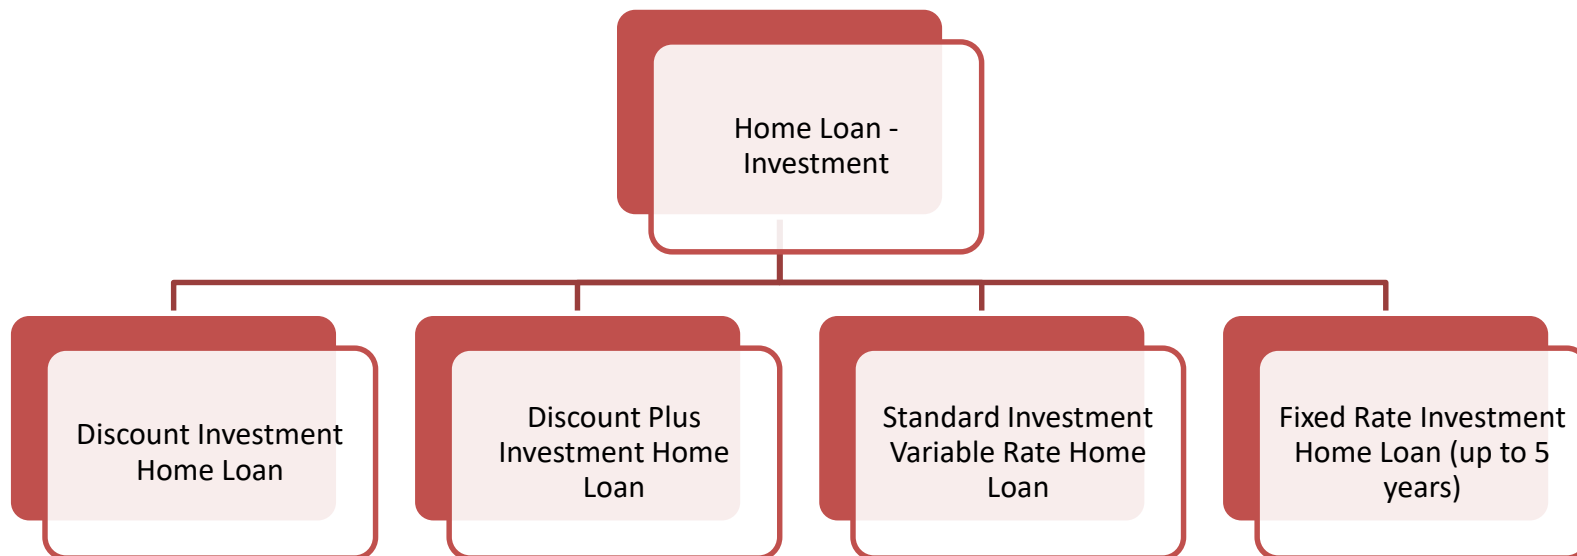 Home Loan -
Investment
Discount Investment
Home Loan
Discount Plus
Investment Home
Loan
Standard Investment
Variable Rate Home
Loan
Fixed Rate Investment
Home Loan (up to 5
years)